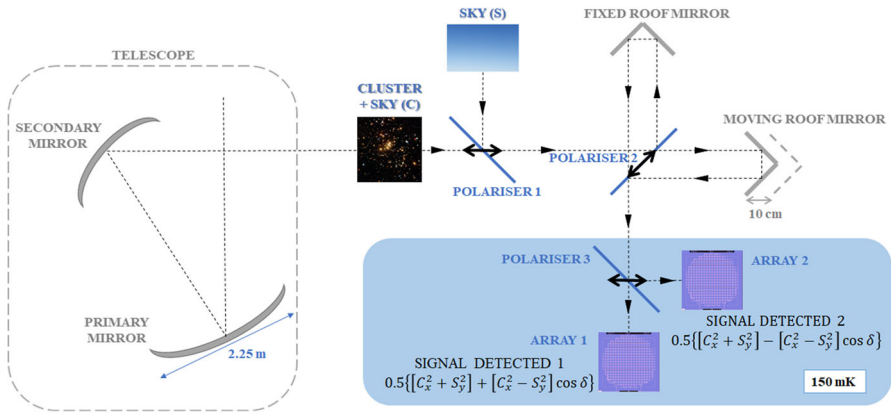 TELESCOPE
SECONDARY
MIRROR
PRIMARY
MIRROR
2.25 m
SKY (S)
CLUSTER
+ SKY (C)
POLARISER 1
FIXED ROOF MIRROR
POLARISER 2
MOVING ROOF MIRROR
10 cm
POLARISER 3
ARRAY 2
SIGNAL DETECTED 2
0.5{[C_x^2 + S_y^2] − [C_x^2 − S_y^2] cos δ}
ARRAY 1
SIGNAL DETECTED 1
0.5{[C_x^2 + S_y^2] + [C_x^2 − S_y^2] cos δ}
150 mK